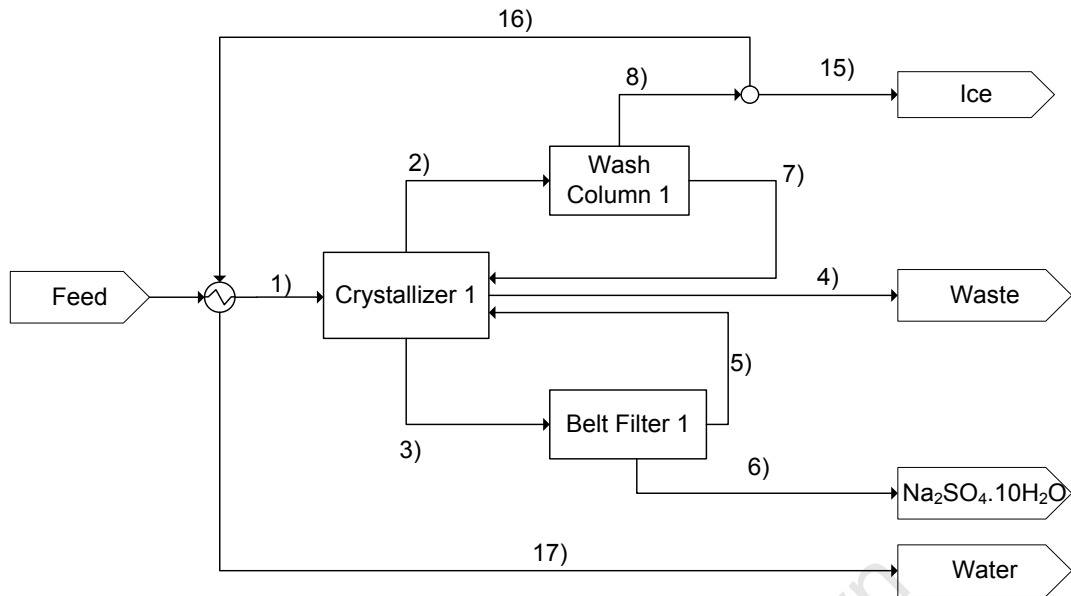 16)
15)
8)
Ice
2)
Wash
Column 1
7)
Feed
1)
Crystallizer 1
4)
Waste
5)
3)
Belt Filter 1
6)
Na₂SO₄.10H₂O
17)
Water